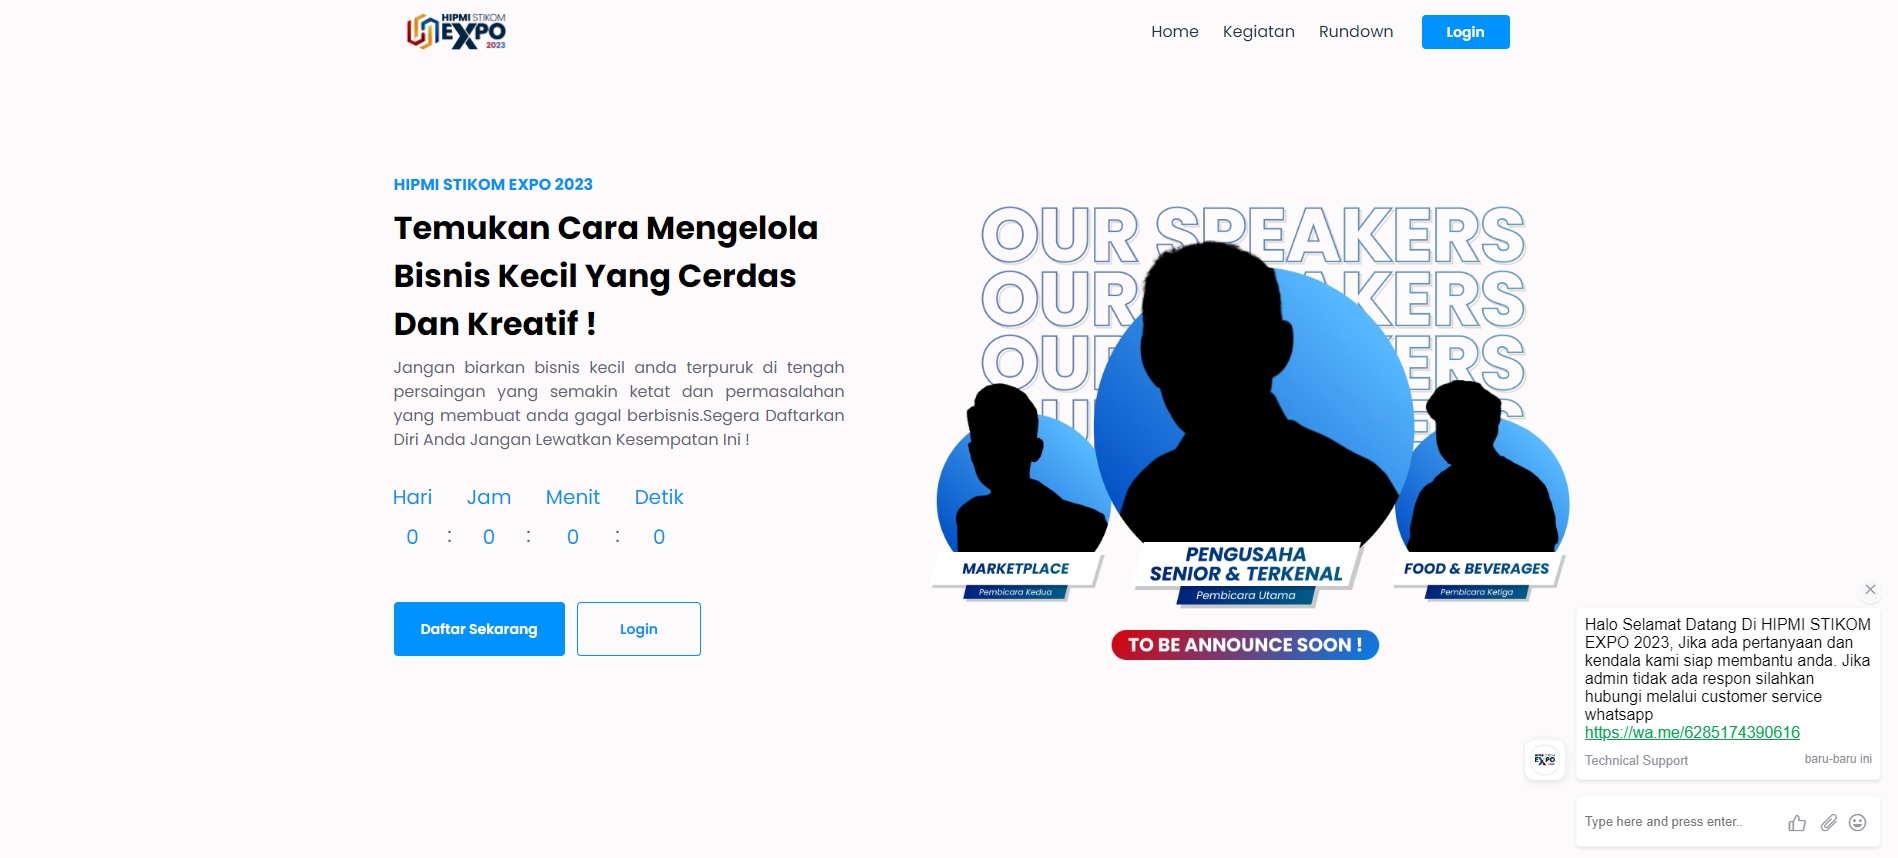 HIPMI STIKOM
EXPO
2023
Home Kegiatan Rundown Login
HIPMI STIKOM EXPO 2023
Temukan Cara Mengelola
Bisnis Kecil Yang Cerdas
Dan Kreatif !
Jangan biarkan bisnis kecil anda terpuruk di tengah
persaingan yang semakin ketat dan permasalahan
yang membuat anda gagal berbisnis.Segera Daftarkan
Diri Anda Jangan Lewatkan Kesempatan Ini !
Hari Jam Menit Detik
0 : 0 : 0 : 0
Daftar Sekarang Login
OUR SPEAKERS
OUR AKERS
OU KERS
MARKETPLACE
Pembicara Kedua
PENGUSAHA
SENIOR & TERKENAL
Pembicara Utama
FOOD & BEVERAGES
Pembicara Ketiga
TO BE ANNOUNCE SOON !
Halo Selamat Datang Di HIPMI STIKOM
EXPO 2023, Jika ada pertanyaan dan
kendala kami siap membantu anda. Jika
admin tidak ada respon silahkan
hubungi melalui customer service
whatsapp
https://wa.me/6285174390616
Technical Support baru-baru ini
EXPO
Type here and press enter..